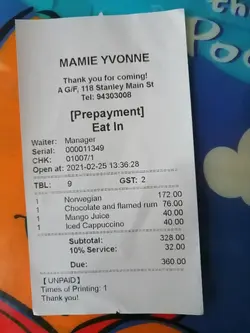 the
Poo
MAMIE YVONNE
Thank you for coming!
A G/F, 118 Stanley Main St
Tel: 94303008
[Prepayment]
Eat In
Waiter: Manager
Serial: 000011349
CHK: 01007/1
Open at: 2021-02-25 13:36:28
TBL: 9 GST: 2
1 Norwegian 172.00
1 Chocolate and flamed rum 76.00
1 Mango Juice 40.00
1 Iced Cappuccino 40.00
Subtotal: 328.00
10% Service: 32.00
Due: 360.00
[UNPAID]
Times of Printing: 1
Thank you!